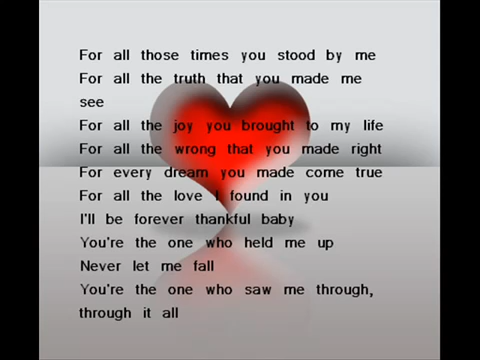 For all those times you stood by me
For all the truth that you made me
see
For all the joy you brought to my life
For all the wrong that you made right
For every dream you made come true
For all the love I found in you
I'll be forever thankful baby
You're the one who held me up
Never let me fall
You're the one who saw me through,
through it all